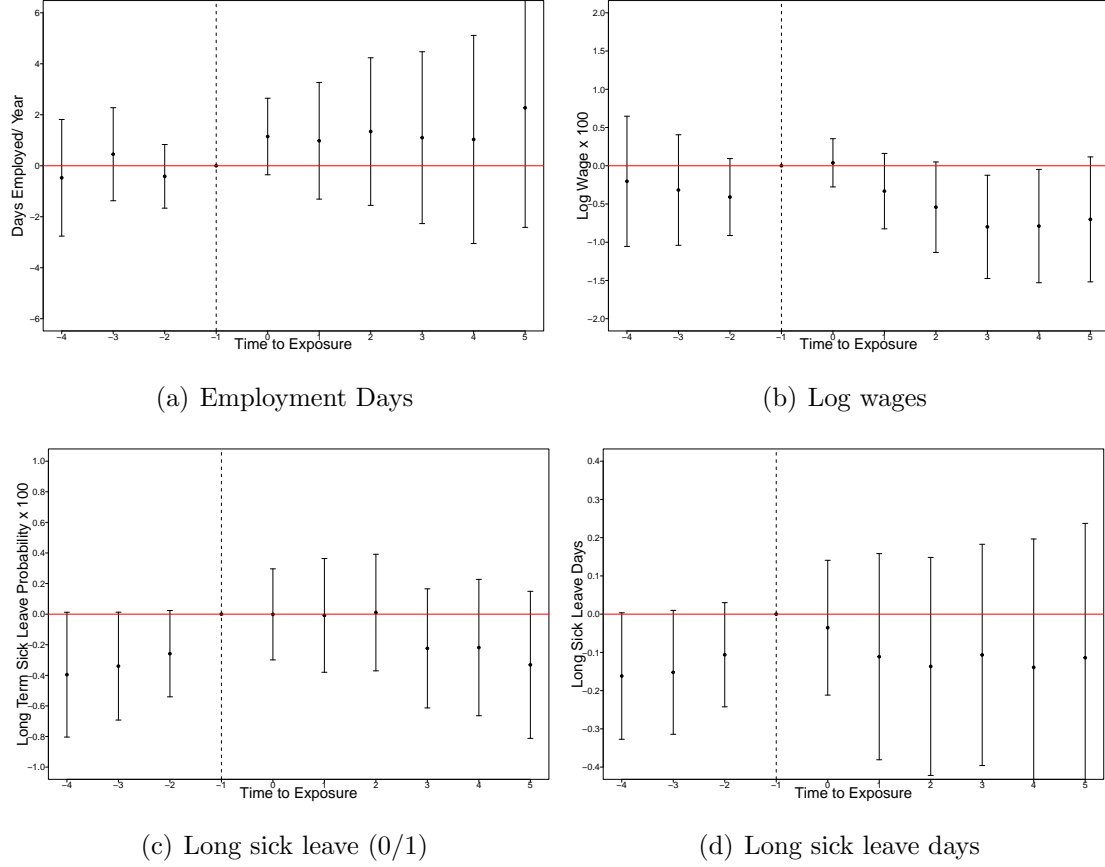 6
4
2
0
−2
−4
−6
Days Employed/ Year
−4 −3 −2 −1 0 1 2 3 4 5
Time to Exposure
(a) Employment Days
2.0
1.5
1.0
0.5
0.0
−0.5
−1.0
−1.5
−2.0
Log Wage x 100
−4 −3 −2 −1 0 1 2 3 4 5
Time to Exposure
(b) Log wages
1.0
0.8
0.6
0.4
0.2
0.0
−0.2
−0.4
−0.6
−0.8
−1.0
Long Term Sick Leave Probability x 100
−4 −3 −2 −1 0 1 2 3 4 5
Time to Exposure
(c) Long sick leave (0/1)
0.4
0.3
0.2
0.1
0.0
−0.1
−0.2
−0.3
−0.4
Long Sick Leave Days
−4 −3 −2 −1 0 1 2 3 4 5
Time to Exposure
(d) Long sick leave days